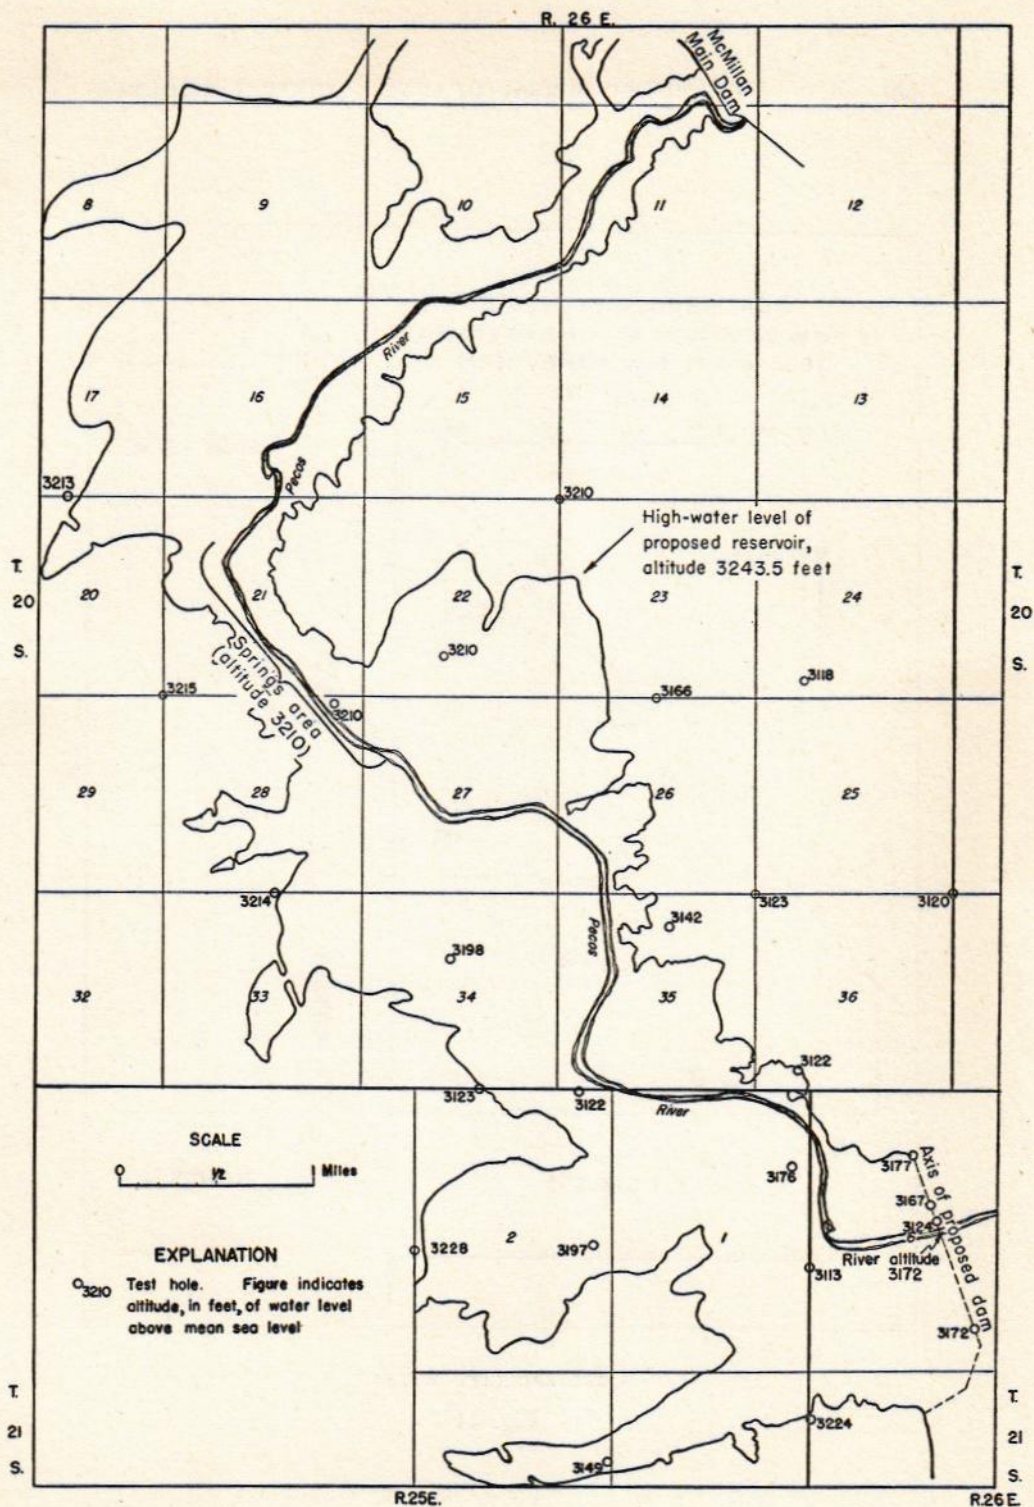 R. 26 E.
McMillan
Main Dam
8
9
10
11
12
River
17
16
15
14
13
Pecos
3213
3210
High-water level of
proposed reservoir,
altitude 3243.5 feet
T.
20
S.
T.
20
S.
20
21
22
23
24
Springs area
(altitude 3210)
3210
3118
3215
3210
3166
29
28
27
26
25
3214
3123
3120
3142
Pecos
3198
32
33
34
35
36
3122
3123
3122
River
SCALE
1/2
Miles
3176
3177
Axis of proposed dam
3167
3124
6
River altitude
3172
2
1
3228
3197
3113
EXPLANATION
3210
Test hole. Figure indicates
altitude, in feet, of water level
above mean sea level
3172
T.
21
S.
T.
21
S.
3224
3149
R.25E.
R.26E.